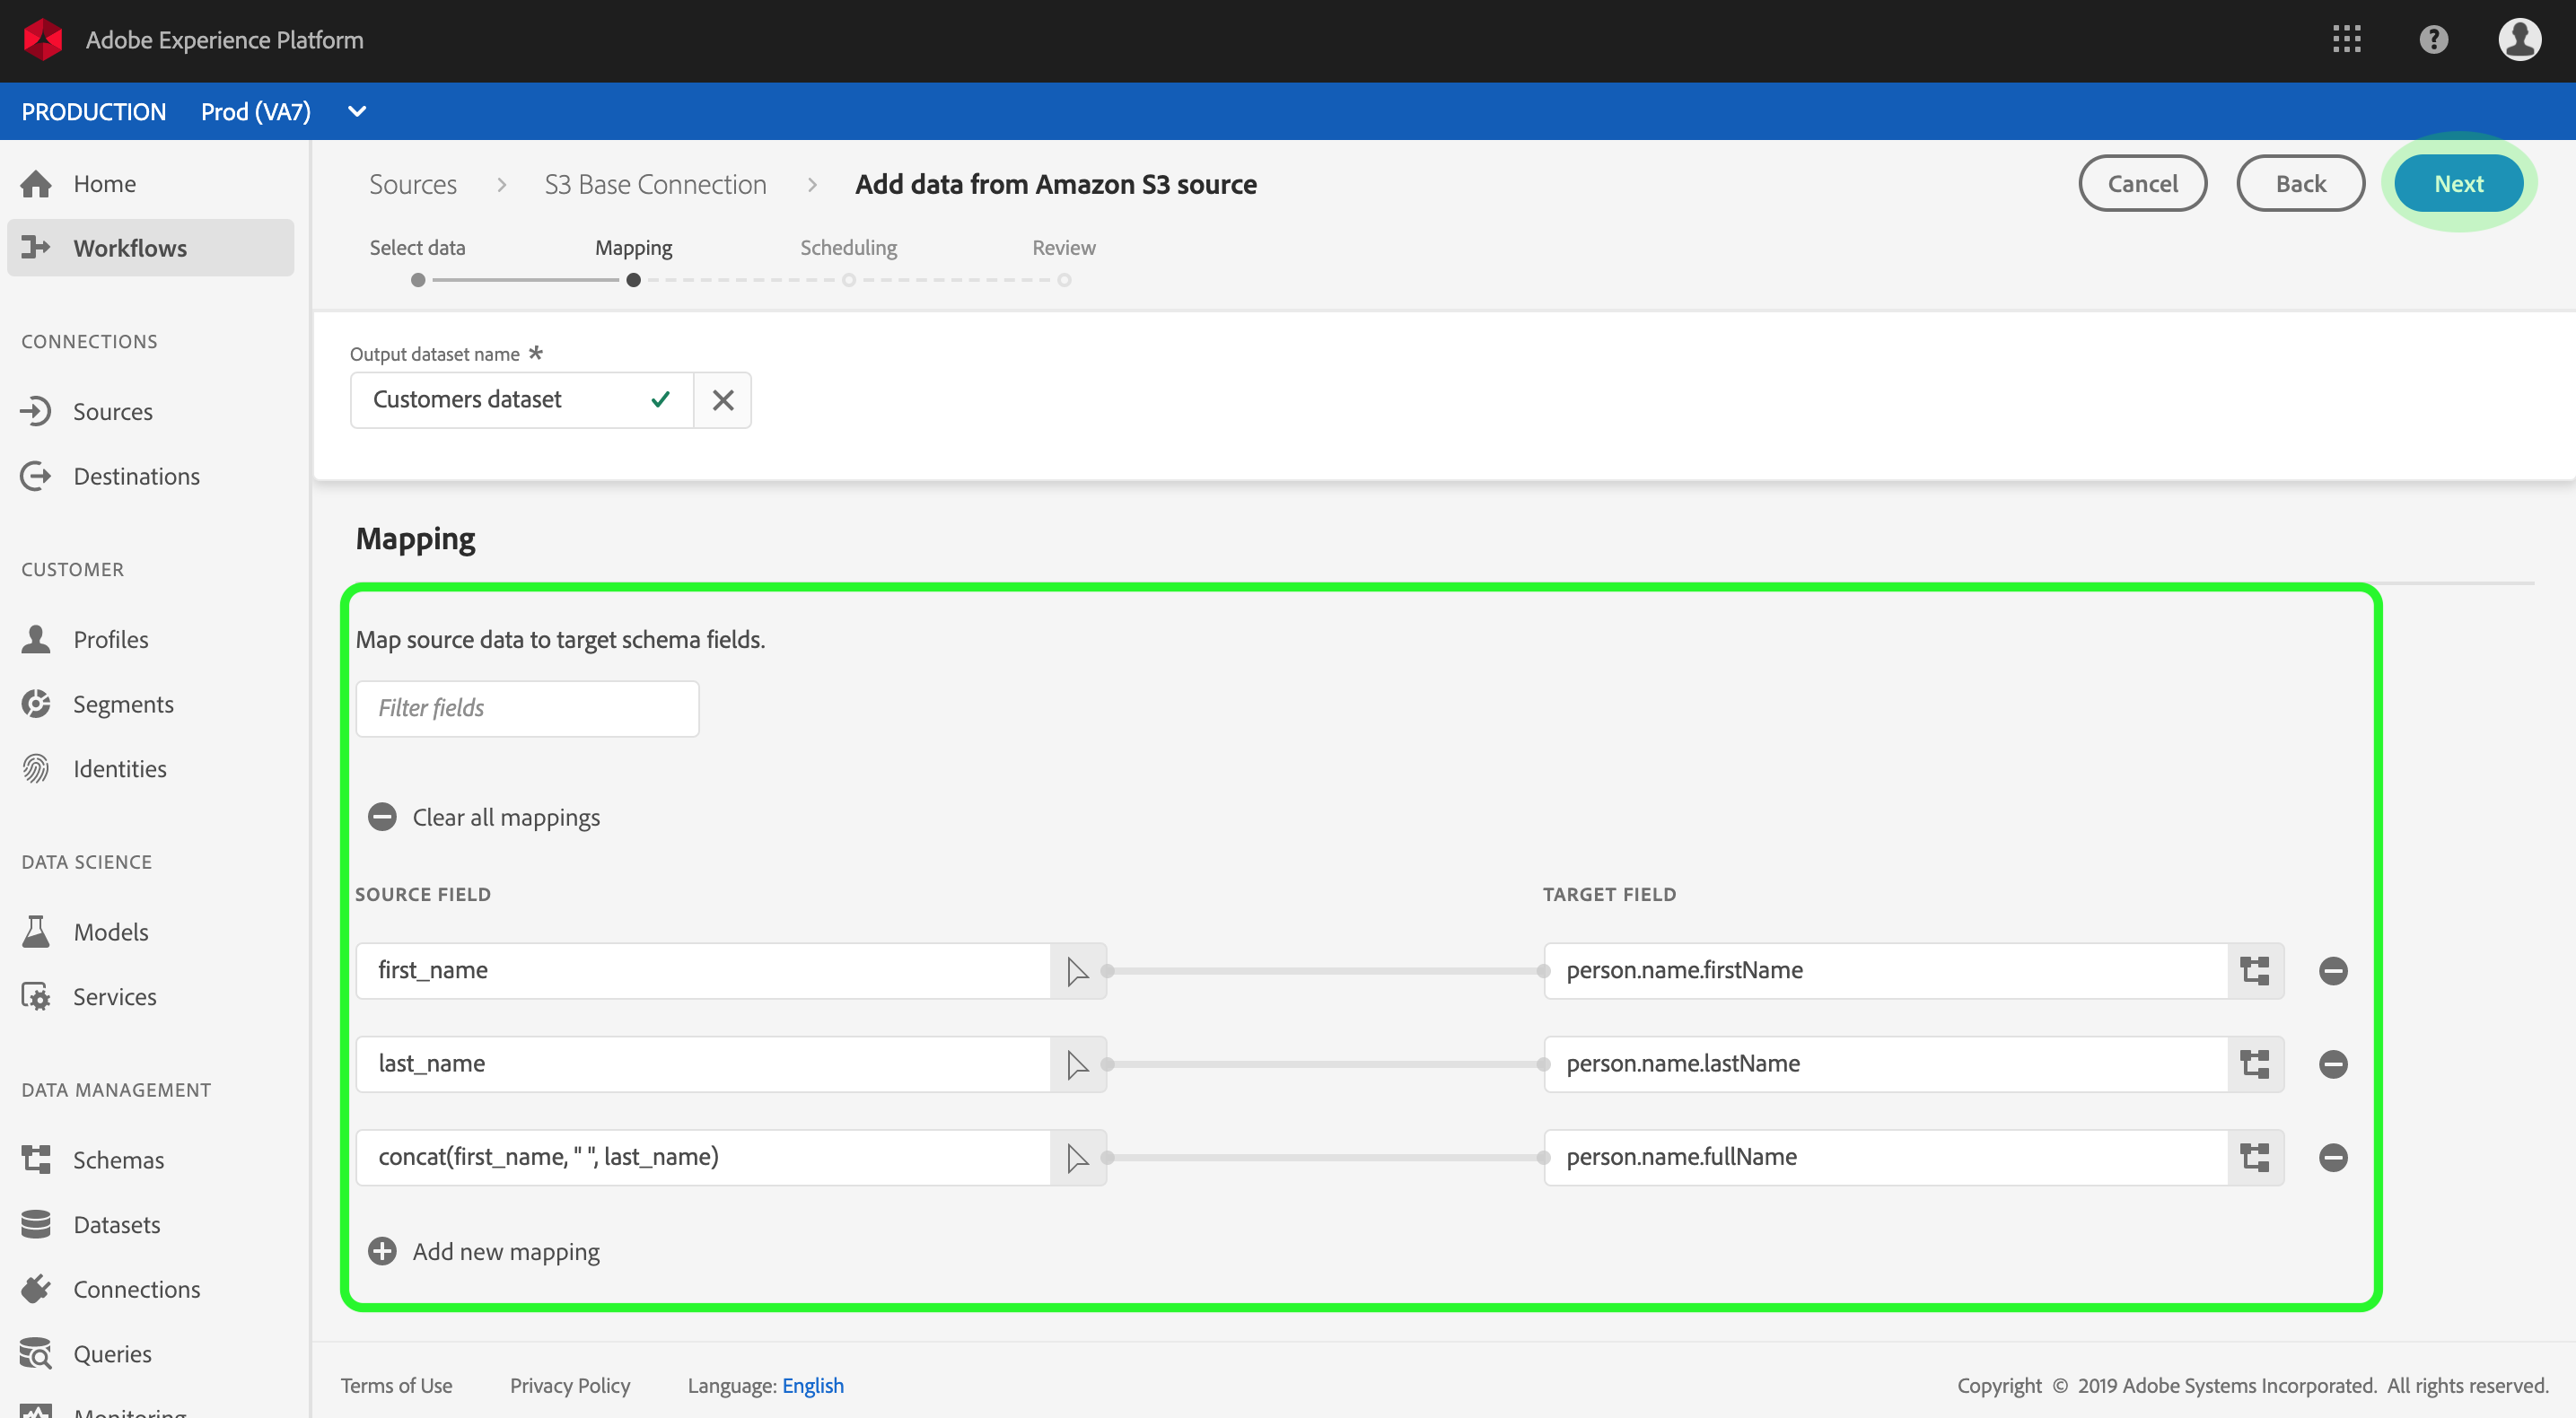 Adobe Experience Platform
?
PRODUCTION Prod (VA7)
Home
Workflows
CONNECTIONS
Sources
Destinations
CUSTOMER
Profiles
Segments
Identities
DATA SCIENCE
Models
Services
DATA MANAGEMENT
Schemas
Datasets
Connections
Queries
Monitoring
Sources > S3 Base Connection > Add data from Amazon S3 source
Cancel Back Next
Select data Mapping Scheduling Review
Output dataset name *
Customers dataset
Mapping
Map source data to target schema fields.
Filter fields
Clear all mappings
SOURCE FIELD TARGET FIELD
first_name person.name.firstName
last_name person.name.lastName
concat(first_name, " ", last_name) person.name.fullName
Add new mapping
Terms of Use Privacy Policy Language: English Copyright © 2019 Adobe Systems Incorporated. All rights reserved.